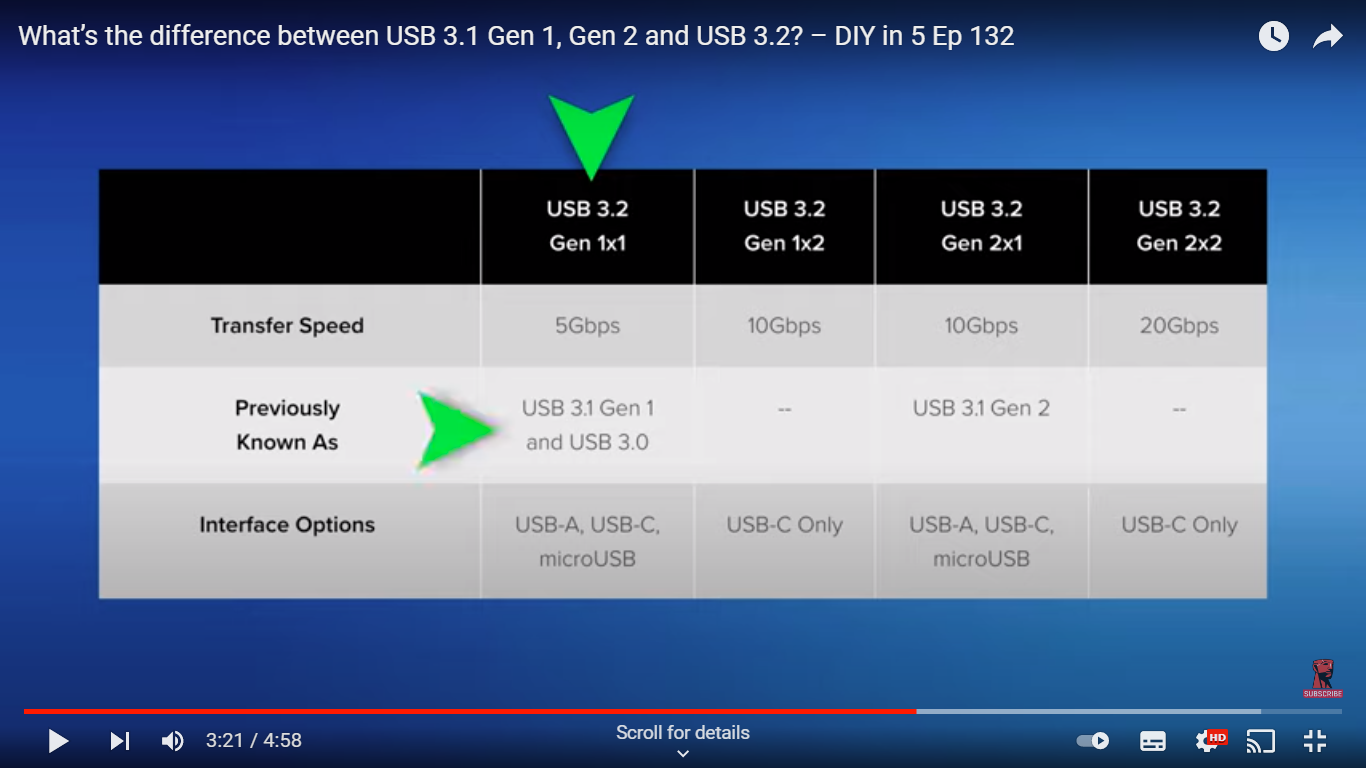 What’s the difference between USB 3.1 Gen 1, Gen 2 and USB 3.2? – DIY in 5 Ep 132
USB 3.2 Gen 1x1
USB 3.2 Gen 1x2
USB 3.2 Gen 2x1
USB 3.2 Gen 2x2
Transfer Speed
5Gbps
10Gbps
10Gbps
20Gbps
Previously Known As
USB 3.1 Gen 1 and USB 3.0
--
USB 3.1 Gen 2
--
Interface Options
USB-A, USB-C, microUSB
USB-C Only
USB-A, USB-C, microUSB
USB-C Only
SUBSCRIBE
3:21 / 4:58
Scroll for details
HD